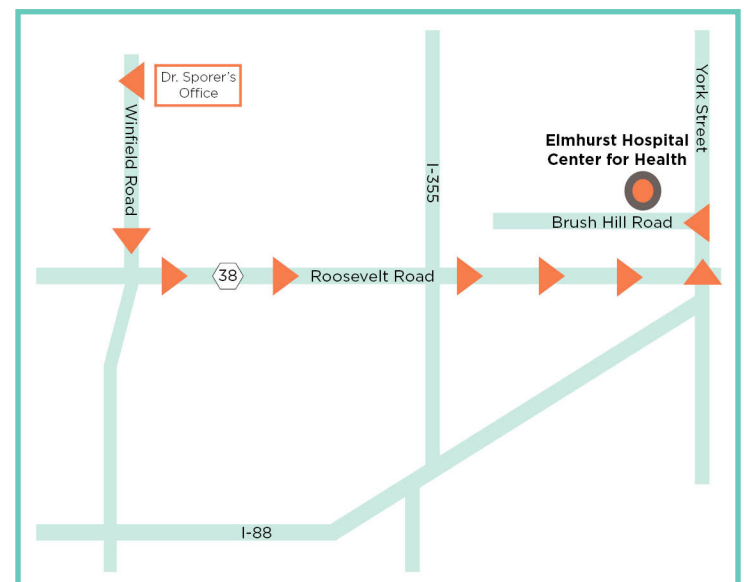 Dr. Sporer's
Office
Winfield Road
I-355
York Street
Elmhurst Hospital
Center for Health
Brush Hill Road
38
Roosevelt Road
I-88